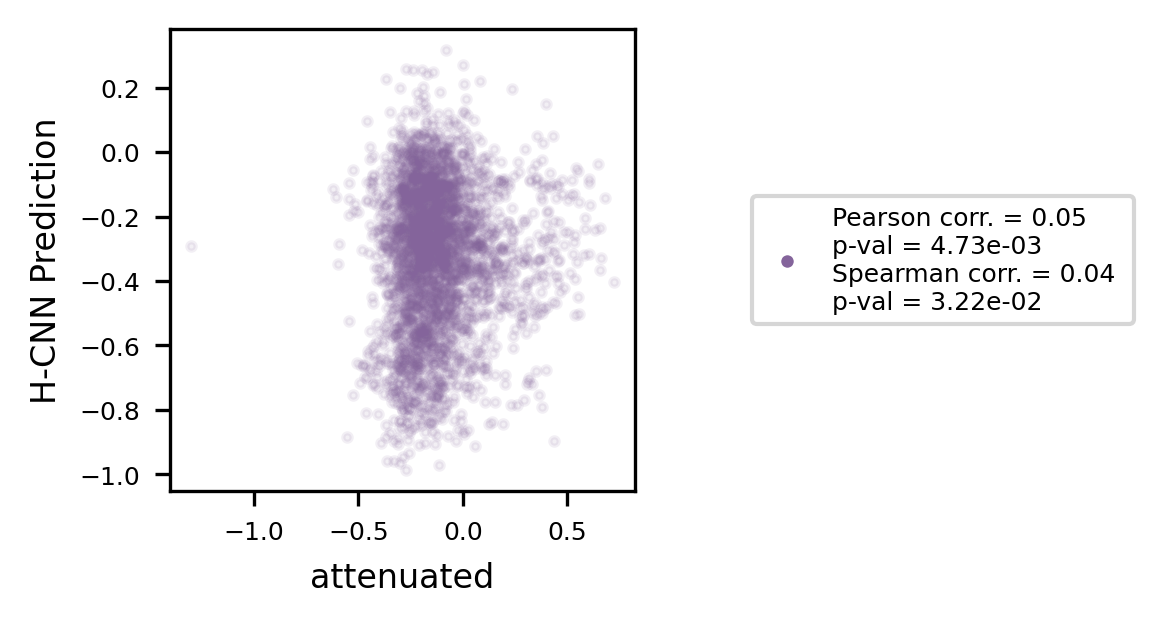 H-CNN Prediction
0.2
0.0
−0.2
−0.4
−0.6
−0.8
−1.0
−1.0 −0.5 0.0 0.5
attenuated
Pearson corr. = 0.05
p-val = 4.73e-03
Spearman corr. = 0.04
p-val = 3.22e-02